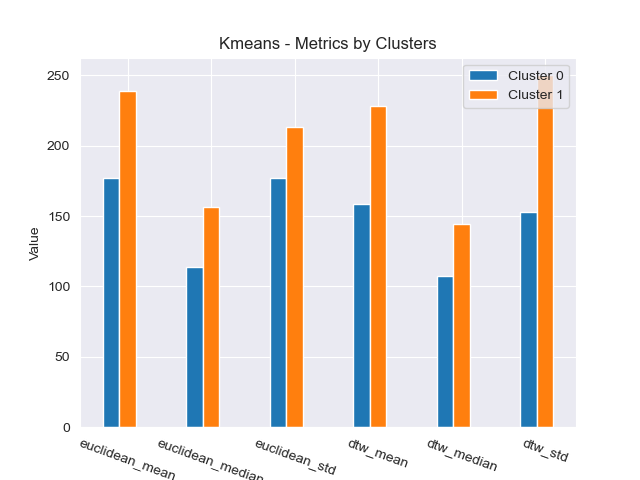 Kmeans - Metrics by Clusters
Cluster 0
Cluster 1
250
200
150
100
50
0
Value
euclidean_mean
euclidean_median
euclidean_std
dtw_mean
dtw_median
dtw_std